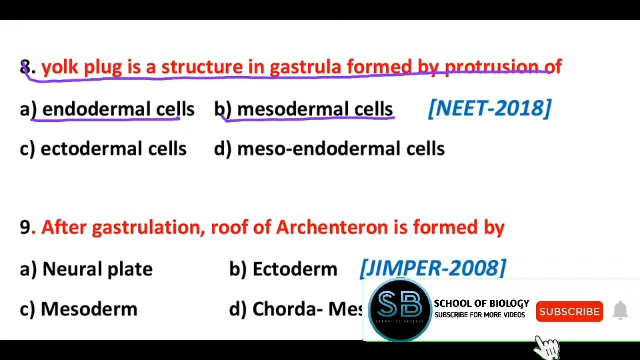 8. yolk plug is a structure in gastrula formed by protrusion of
a) endodermal cells b) mesodermal cells [NEET-2018]
c) ectodermal cells d) meso-endodermal cells
9. After gastrulation, roof of Archenteron is formed by
a) Neural plate b) Ectoderm [JIMPER-2008]
c) Mesoderm d) Chorda-
SB
SCHOOL OF BIOLOGY
SUBSCRIBE FOR MORE VIDEOS
SUBSCRIBE